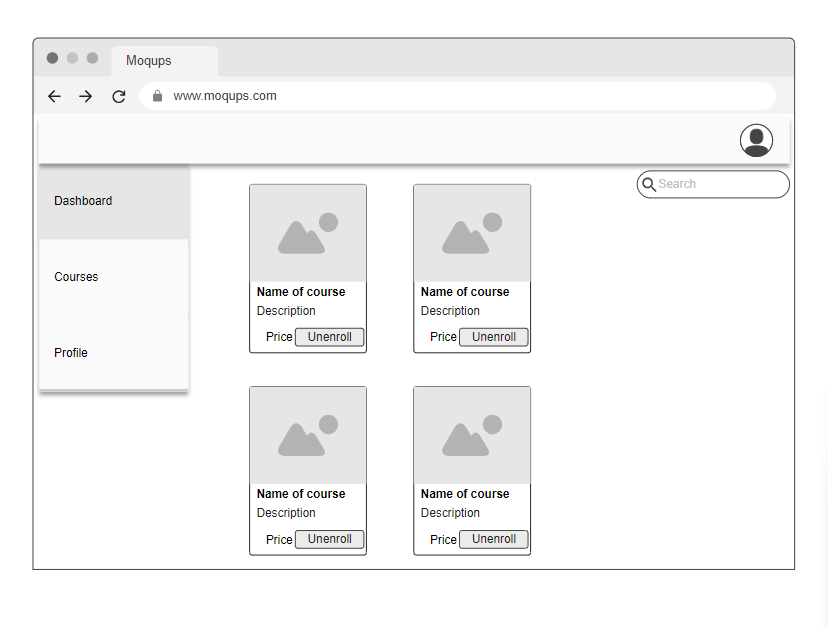 Moqups
www.moqups.com
Search
Dashboard
Courses
Profile
Name of course
Description
Price Unenroll
Name of course
Description
Price Unenroll
Name of course
Description
Price Unenroll
Name of course
Description
Price Unenroll